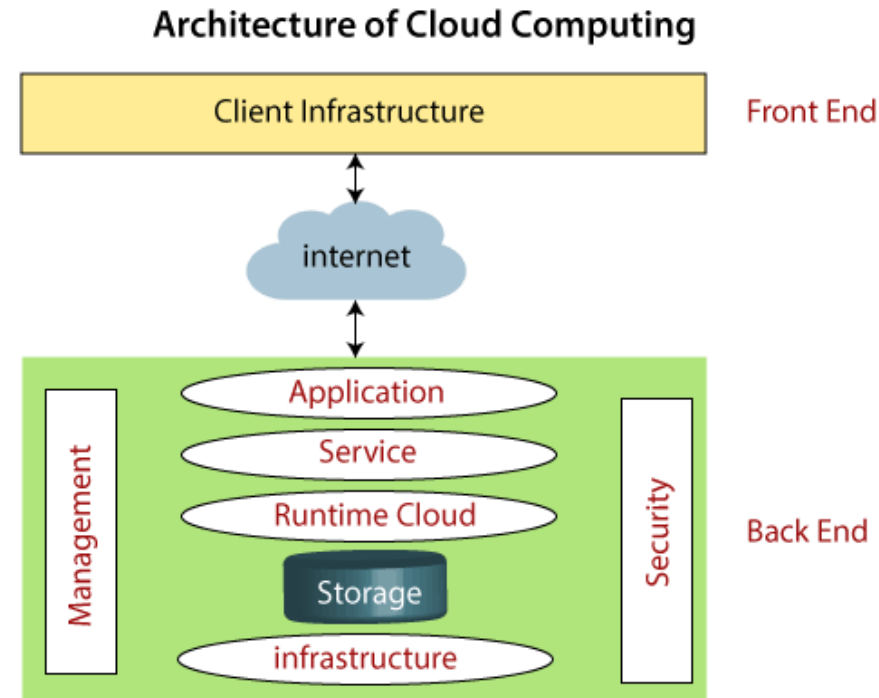 Architecture of Cloud Computing
Client Infrastructure
Front End
internet
Application
Service
Runtime Cloud
Storage
infrastructure
Management
Security
Back End